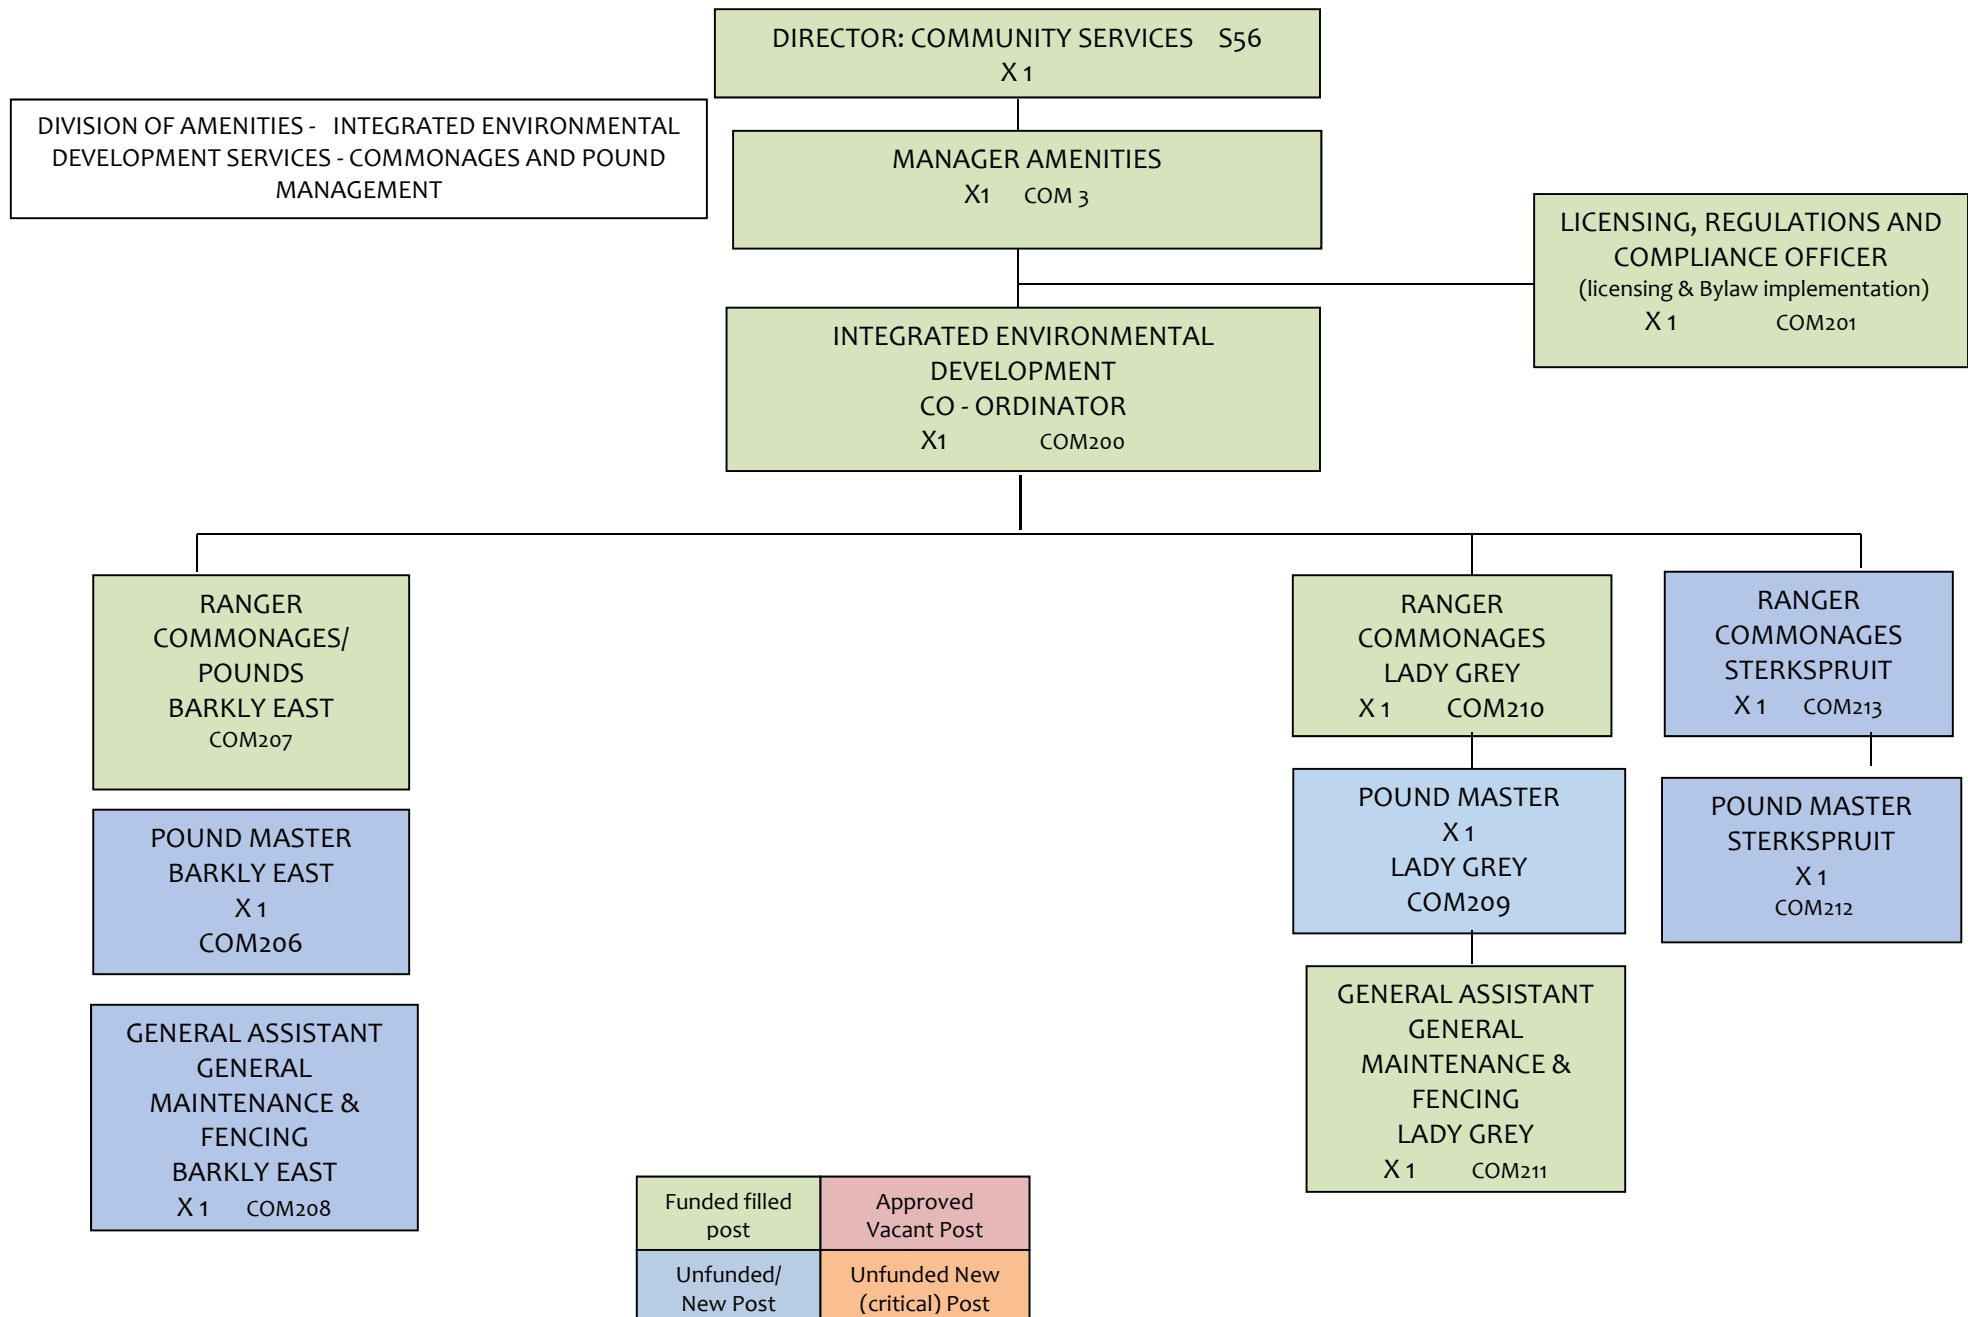 DIRECTOR: COMMUNITY SERVICES S56
X 1
DIVISION OF AMENITIES - INTEGRATED ENVIRONMENTAL
DEVELOPMENT SERVICES - COMMONAGES AND POUND
MANAGEMENT
MANAGER AMENITIES
X1 COM 3
LICENSING, REGULATIONS AND
COMPLIANCE OFFICER
(licensing & Bylaw implementation)
X 1 COM201
INTEGRATED ENVIRONMENTAL
DEVELOPMENT
CO - ORDINATOR
X1 COM200
RANGER
COMMONAGES/
POUNDS
BARKLY EAST
COM207
RANGER
COMMONAGES
LADY GREY
X 1 COM210
RANGER
COMMONAGES
STERKSPRUIT
X 1 COM213
POUND MASTER
BARKLY EAST
X 1
COM206
POUND MASTER
X 1
LADY GREY
COM209
POUND MASTER
STERKSPRUIT
X 1
COM212
GENERAL ASSISTANT
GENERAL
MAINTENANCE &
FENCING
BARKLY EAST
X 1 COM208
GENERAL ASSISTANT
GENERAL
MAINTENANCE &
FENCING
LADY GREY
X 1 COM211
Funded filled
post
Approved
Vacant Post
Unfunded/
New Post
Unfunded New
(critical) Post